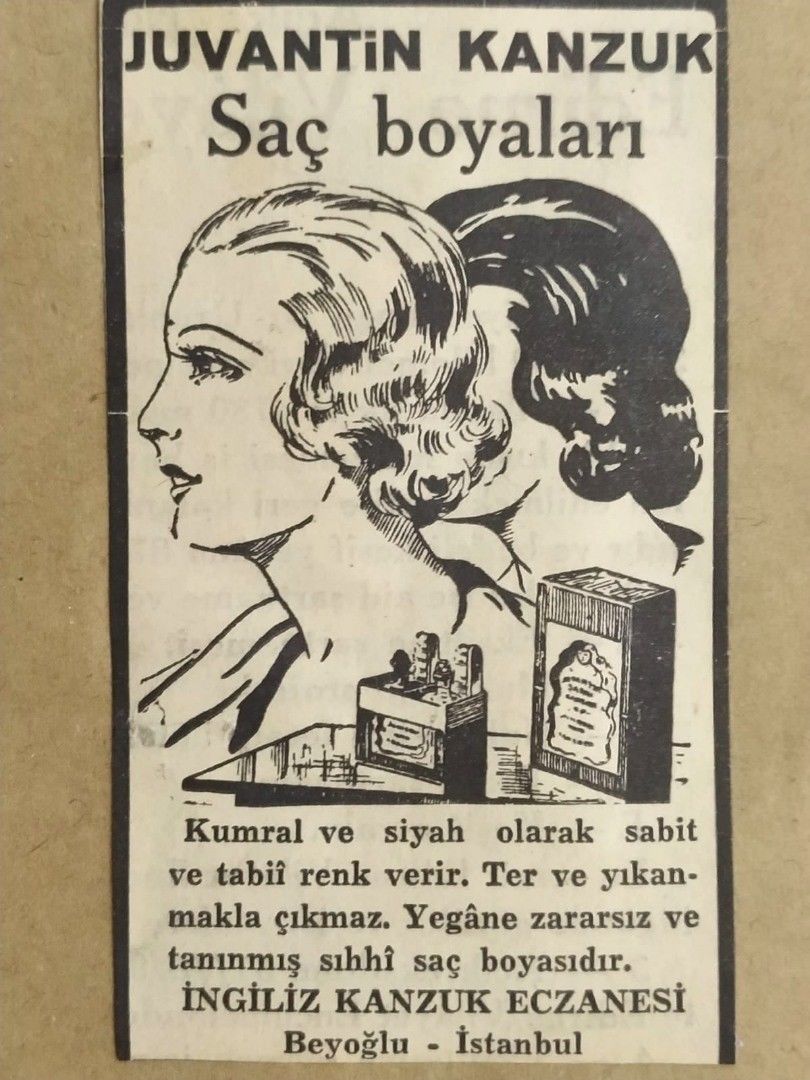 JUVANTiN KANZUK
Saç boyaları
Kumral ve siyah olarak sabit
ve tabiî renk verir. Ter ve yıkan-
makla çıkmaz. Yegâne zararsız ve
tanınmış sıhhî saç boyasıdır.
İNGİLİZ KANZUK ECZANESİ
Beyoğlu - İstanbul